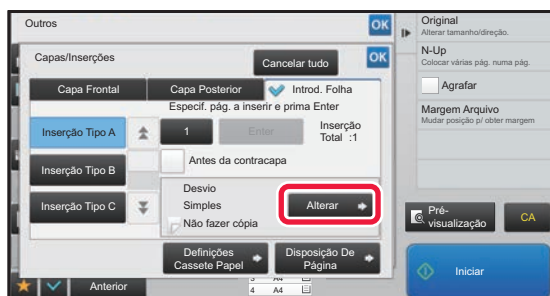 Outros
OK
Capas/Inserções
Cancelar tudo
OK
Capa Frontal
Capa Posterior
Introd. Folha
Especif. pág. a inserir e prima Enter
Inserção Tipo A
1
Enter
Inserção
Total :1
Inserção Tipo B
Antes da contracapa
Inserção Tipo C
Desvio
Simples
Não fazer cópia
Alterar
Definições
Cassete Papel
Disposição De
Página
Anterior
3 A4
4 A4
Original
Alterar tamanho/direção.
N-Up
Colocar várias pág. numa pág.
Agrafar
Margem Arquivo
Mudar posição p/ obter margem
Pré-
visualização
CA
Iniciar